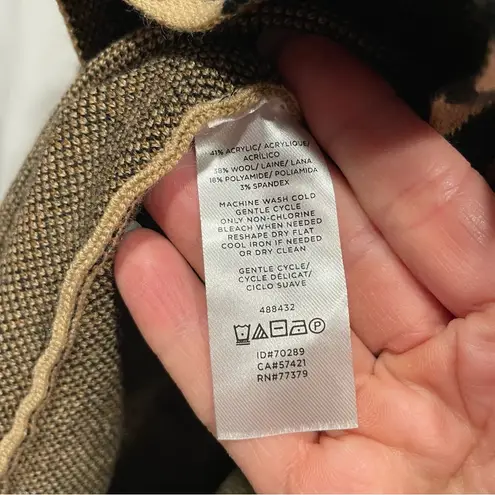 41% ACRYLIC/ ACRYLIQUE/
ACRÍLICO
38% WOOL/ LAINE/ LANA
18% POLYAMIDE/ POLIAMIDA
3% SPANDEX
MACHINE WASH COLD
GENTLE CYCLE
ONLY NON-CHLORINE
BLEACH WHEN NEEDED
RESHAPE DRY FLAT
COOL IRON IF NEEDED
OR DRY CLEAN
GENTLE CYCLE/
CYCLE DÉLICAT/
CICLO SUAVE
488432
P
ID#70289
CA#57421
RN#77379